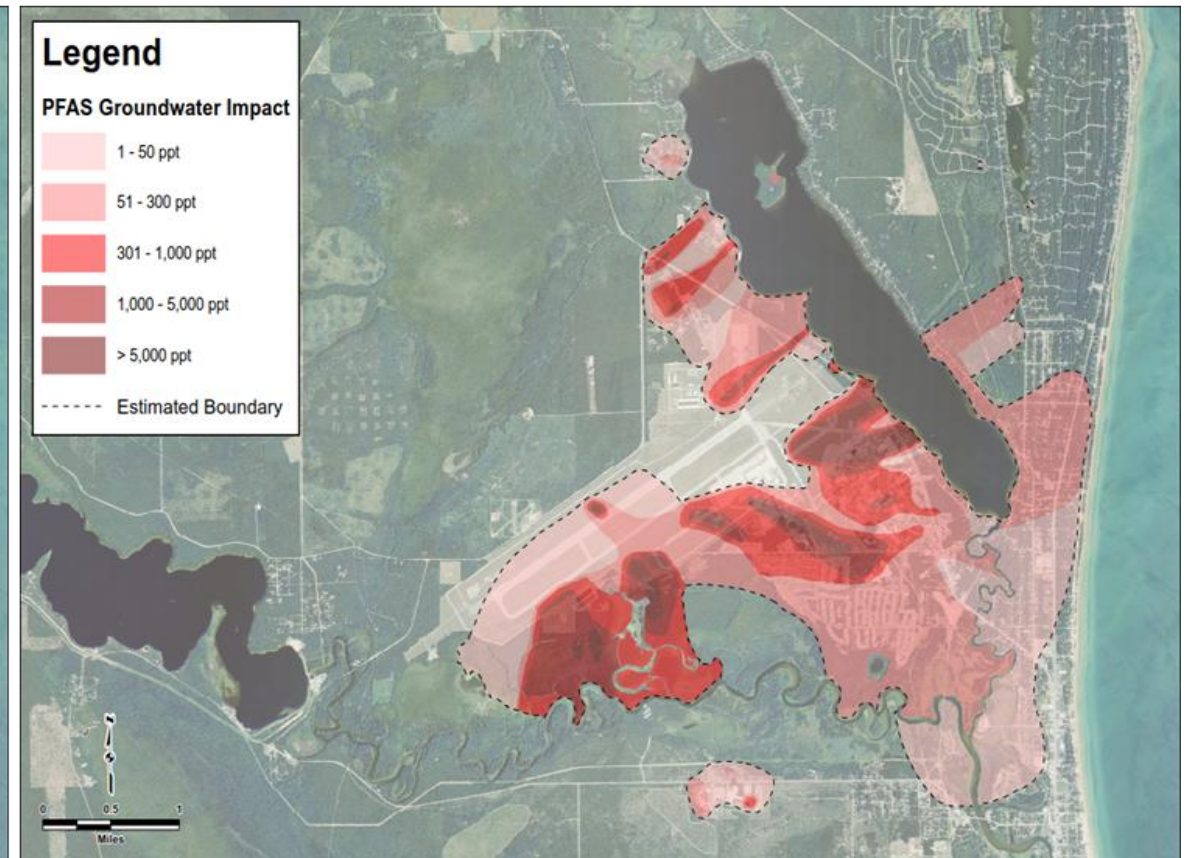 Legend
PFAS Groundwater Impact
1 - 50 ppt
51 - 300 ppt
301 - 1,000 ppt
1,000 - 5,000 ppt
> 5,000 ppt
Estimated Boundary
N
0 0.5 1
Miles